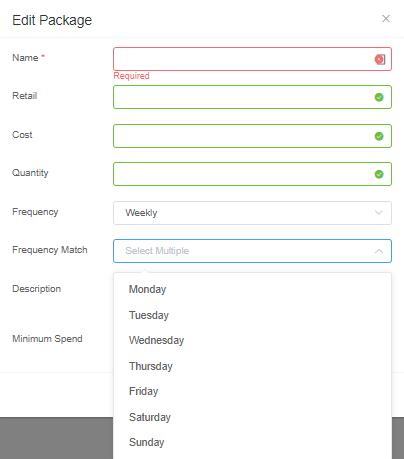 Edit Package
Name *
Required
Retail
Cost
Quantity
Frequency
Weekly
Frequency Match
Select Multiple
Description
Minimum Spend
Monday
Tuesday
Wednesday
Thursday
Friday
Saturday
Sunday